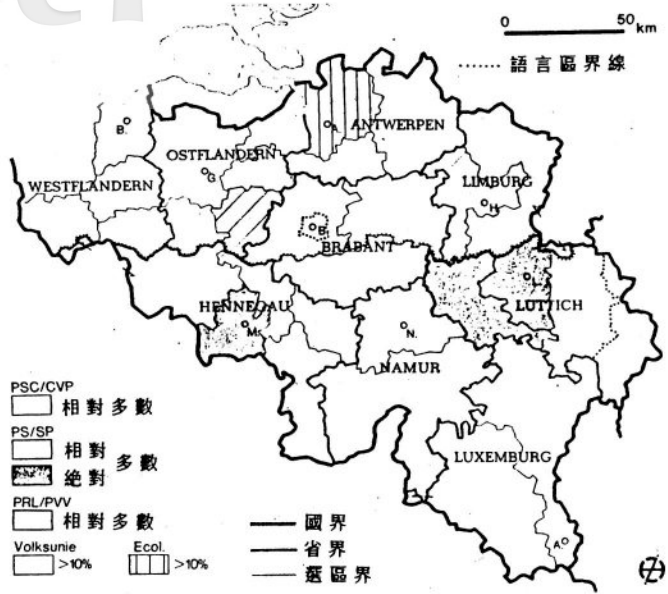 0 50 km
語言區界線
B.
A.
ANTWERPEN
OSTFLANDERN
G.
WESTFLANDERN
LIMBURG
H.
B.
BRABANT
HENNEGAU
M.
L.
LÜTTICH
N.
NAMUR
LUXEMBURG
A.
PSC/CVP
相對多數
PS/SP
相對
多數
絕對
PRL/PVV
相對多數
Volksunie
>10%
Ecol.
>10%
國界
省界
選區界